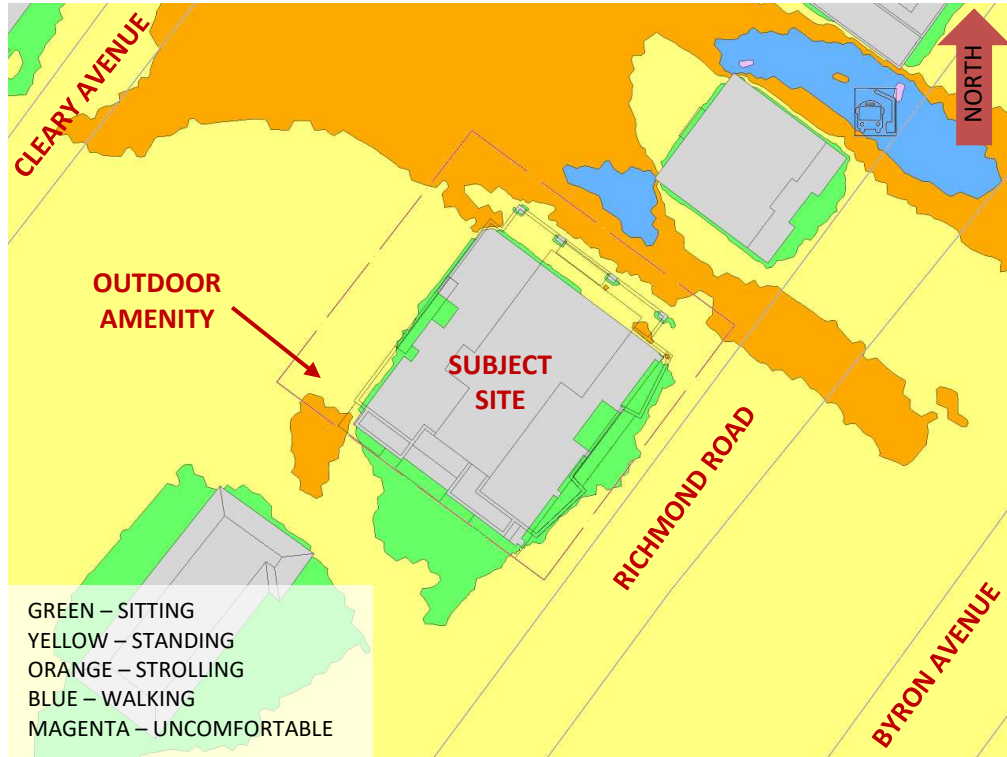 CLEARY AVENUE
NORTH
OUTDOOR
AMENITY
SUBJECT
SITE
RICHMOND ROAD
BYRON AVENUE
GREEN – SITTING
YELLOW – STANDING
ORANGE – STROLLING
BLUE – WALKING
MAGENTA – UNCOMFORTABLE